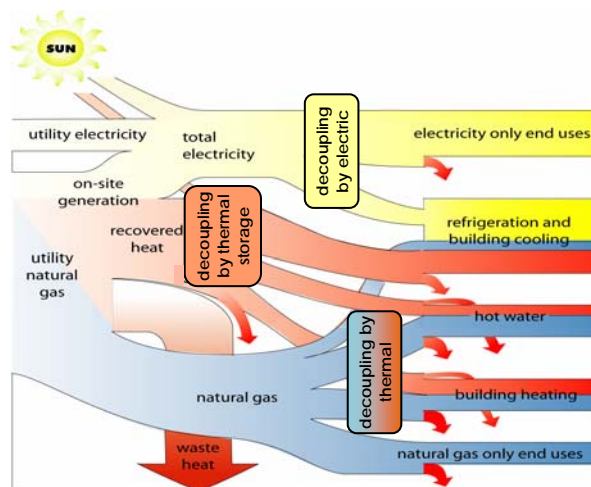 SUN
utility electricity
total
electricity
decoupling
by electric
electricity only end uses
on-site
generation
recovered
heat
decoupling
by thermal
storage
refrigeration and
building cooling
utility
natural
gas
hot water
decoupling by
thermal
natural gas
building heating
waste
heat
natural gas only end uses